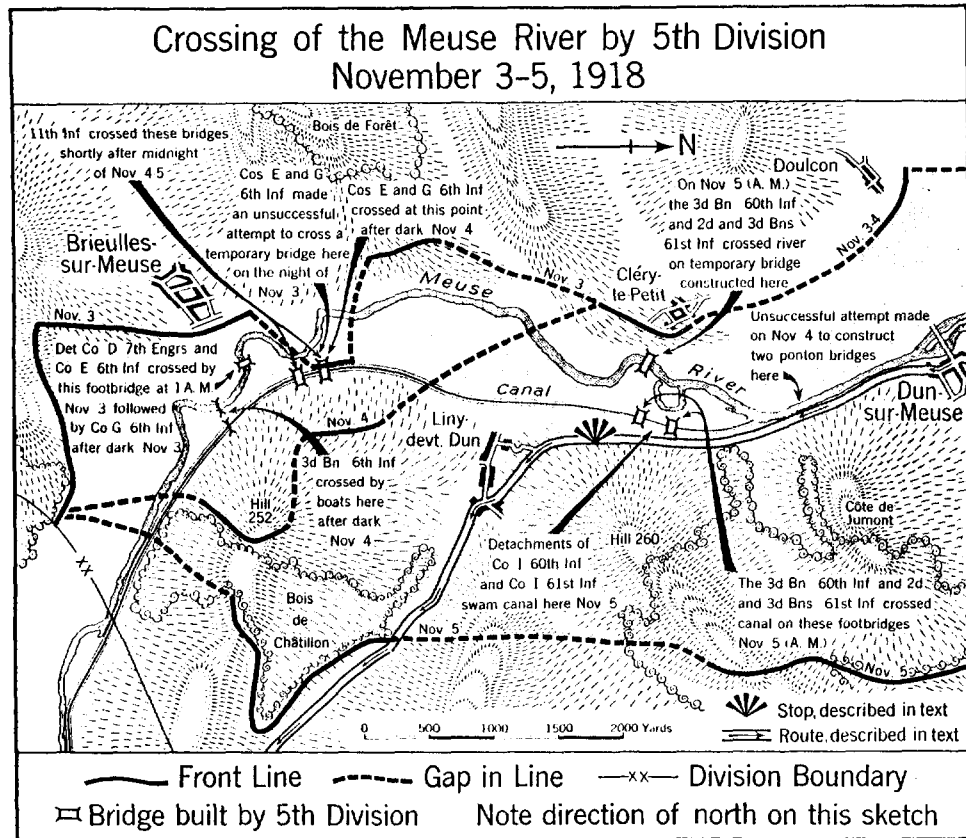 Crossing of the Meuse River by 5th Division
November 3-5, 1918
11th Inf crossed these bridges
shortly after midnight
of Nov 4 5
Bois de Forêt
Cos E and G
6th Inf made
an unsuccessful
attempt to cross a
temporary bridge here
on the night of
Nov 3
Cos E and G 6th Inf
crossed at this point
after dark Nov 4
N
On Nov 5 (A. M.)
the 3d Bn 60th Inf
and 2d and 3d Bns
61st Inf crossed river
on temporary bridge
constructed here
Doulcon
Nov 3-4
Brieulles-
sur-Meuse
Meuse
Nov 3
Cléry-
le-Petit
Unsuccessful attempt made
on Nov 4 to construct
two ponton bridges
here
Nov. 3
Det Co D 7th Engrs and
Co E 6th Inf crossed by
this footbridge at 1 A. M.
Nov 3 followed
by Co G 6th Inf
after dark Nov 3
River
Canal
Dun-
sur-Meuse
Nov. 4
Liny-
devt. Dun
3d Bn 6th Inf
crossed by
boats here
after dark
Nov 4
Hill
252
Côte de
Jumont
Detachments of
Co I 60th Inf
and Co I 61st Inf
swam canal here Nov 5
Hill 260
XX
Bois
de
Châtillon
The 3d Bn 60th Inf and 2d
and 3d Bns 61st Inf crossed
canal on these footbridges
Nov 5 (A. M.)
Nov 5
Nov. 5
0 500 1000 1500 2000 Yards
Stop, described in text
Route, described in text
Front Line
Gap in Line
XX
Division Boundary
Bridge built by 5th Division
Note direction of north on this sketch